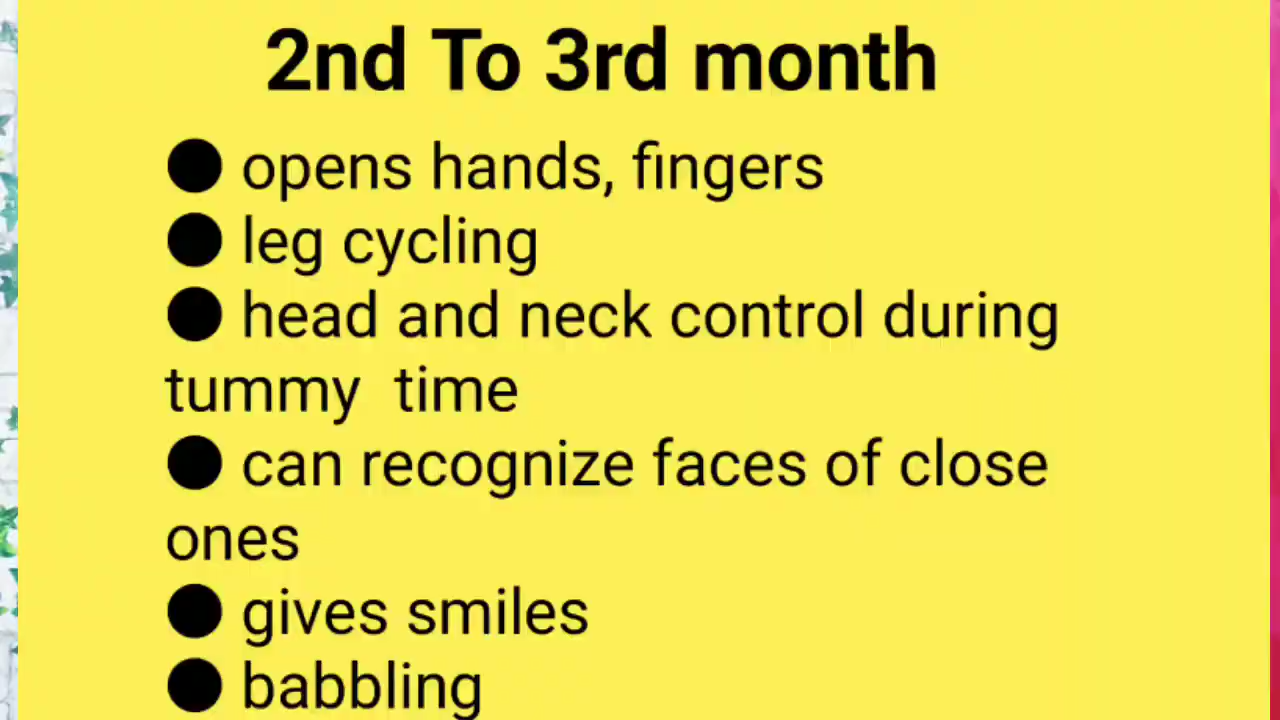 2nd To 3rd month
● opens hands, fingers
● leg cycling
● head and neck control during
tummy time
● can recognize faces of close
ones
● gives smiles
● babbling